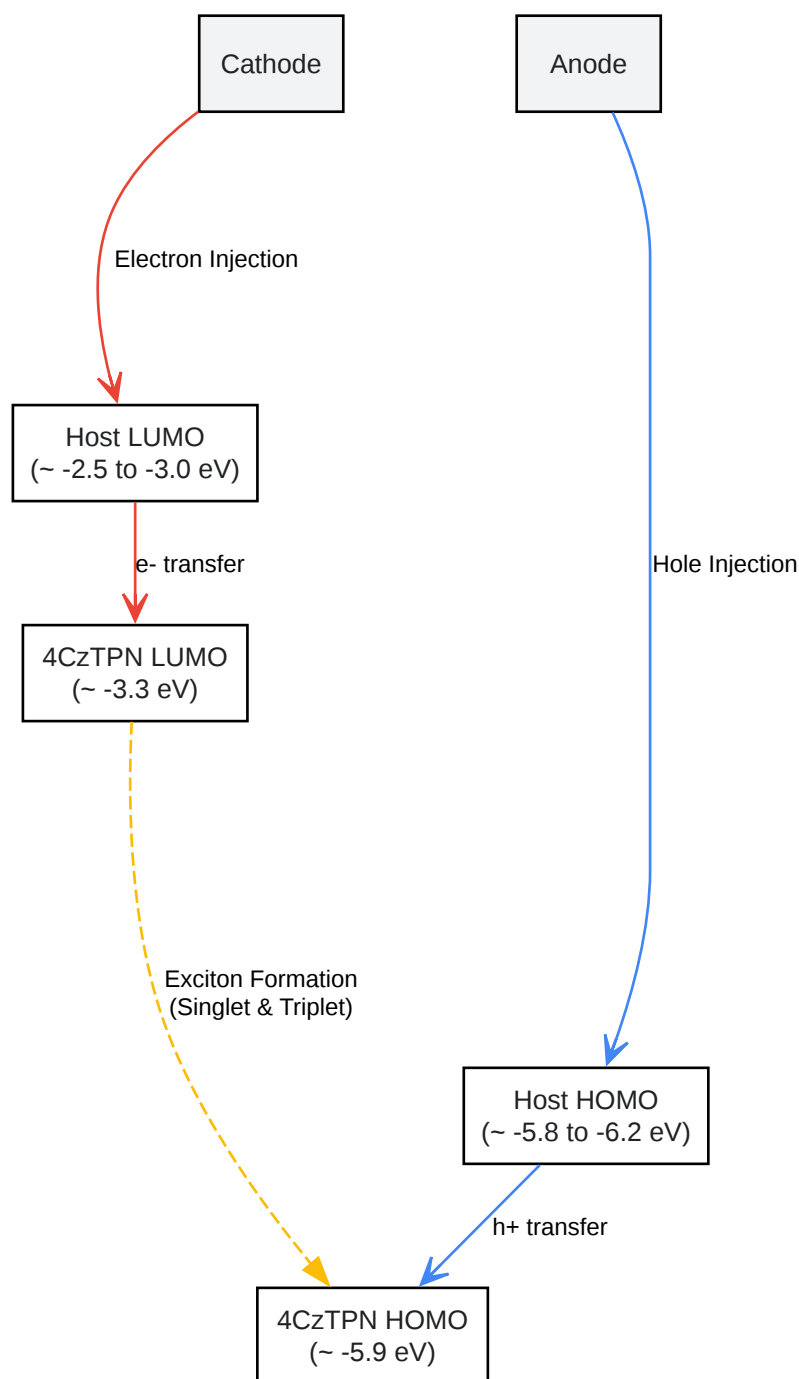 Cathode
Anode
Electron Injection
Host LUMO
(~ -2.5 to -3.0 eV)
e- transfer
Hole Injection
4CzTPN LUMO
(~ -3.3 eV)
Exciton Formation
(Singlet & Triplet)
Host HOMO
(~ -5.8 to -6.2 eV)
h+ transfer
4CzTPN HOMO
(~ -5.9 eV)